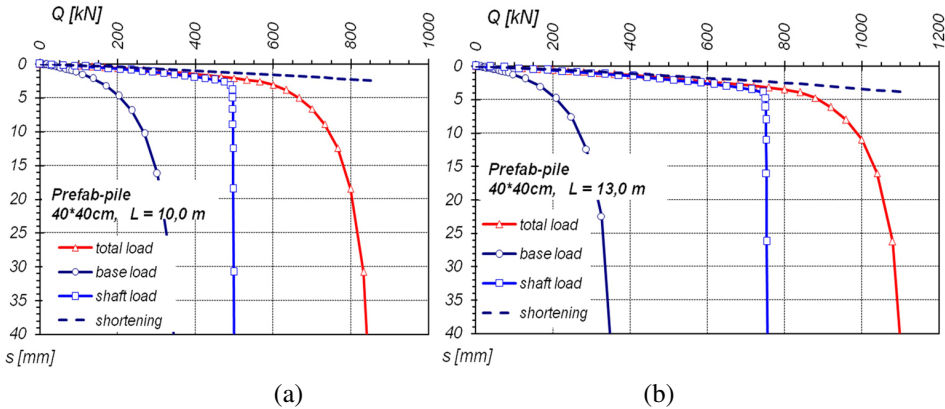 Q [kN]
0 200 400 600 800 1000
0
5
10
15
20
25
30
35
40
s [mm]
Prefab-pile
40*40cm, L = 10,0 m
total load
base load
shaft load
shortening
(a)
Q [kN]
0 200 400 600 800 1000 1200
0
5
10
15
20
25
30
35
40
s [mm]
Prefab-pile
40*40cm, L = 13,0 m
total load
base load
shaft load
shortening
(b)